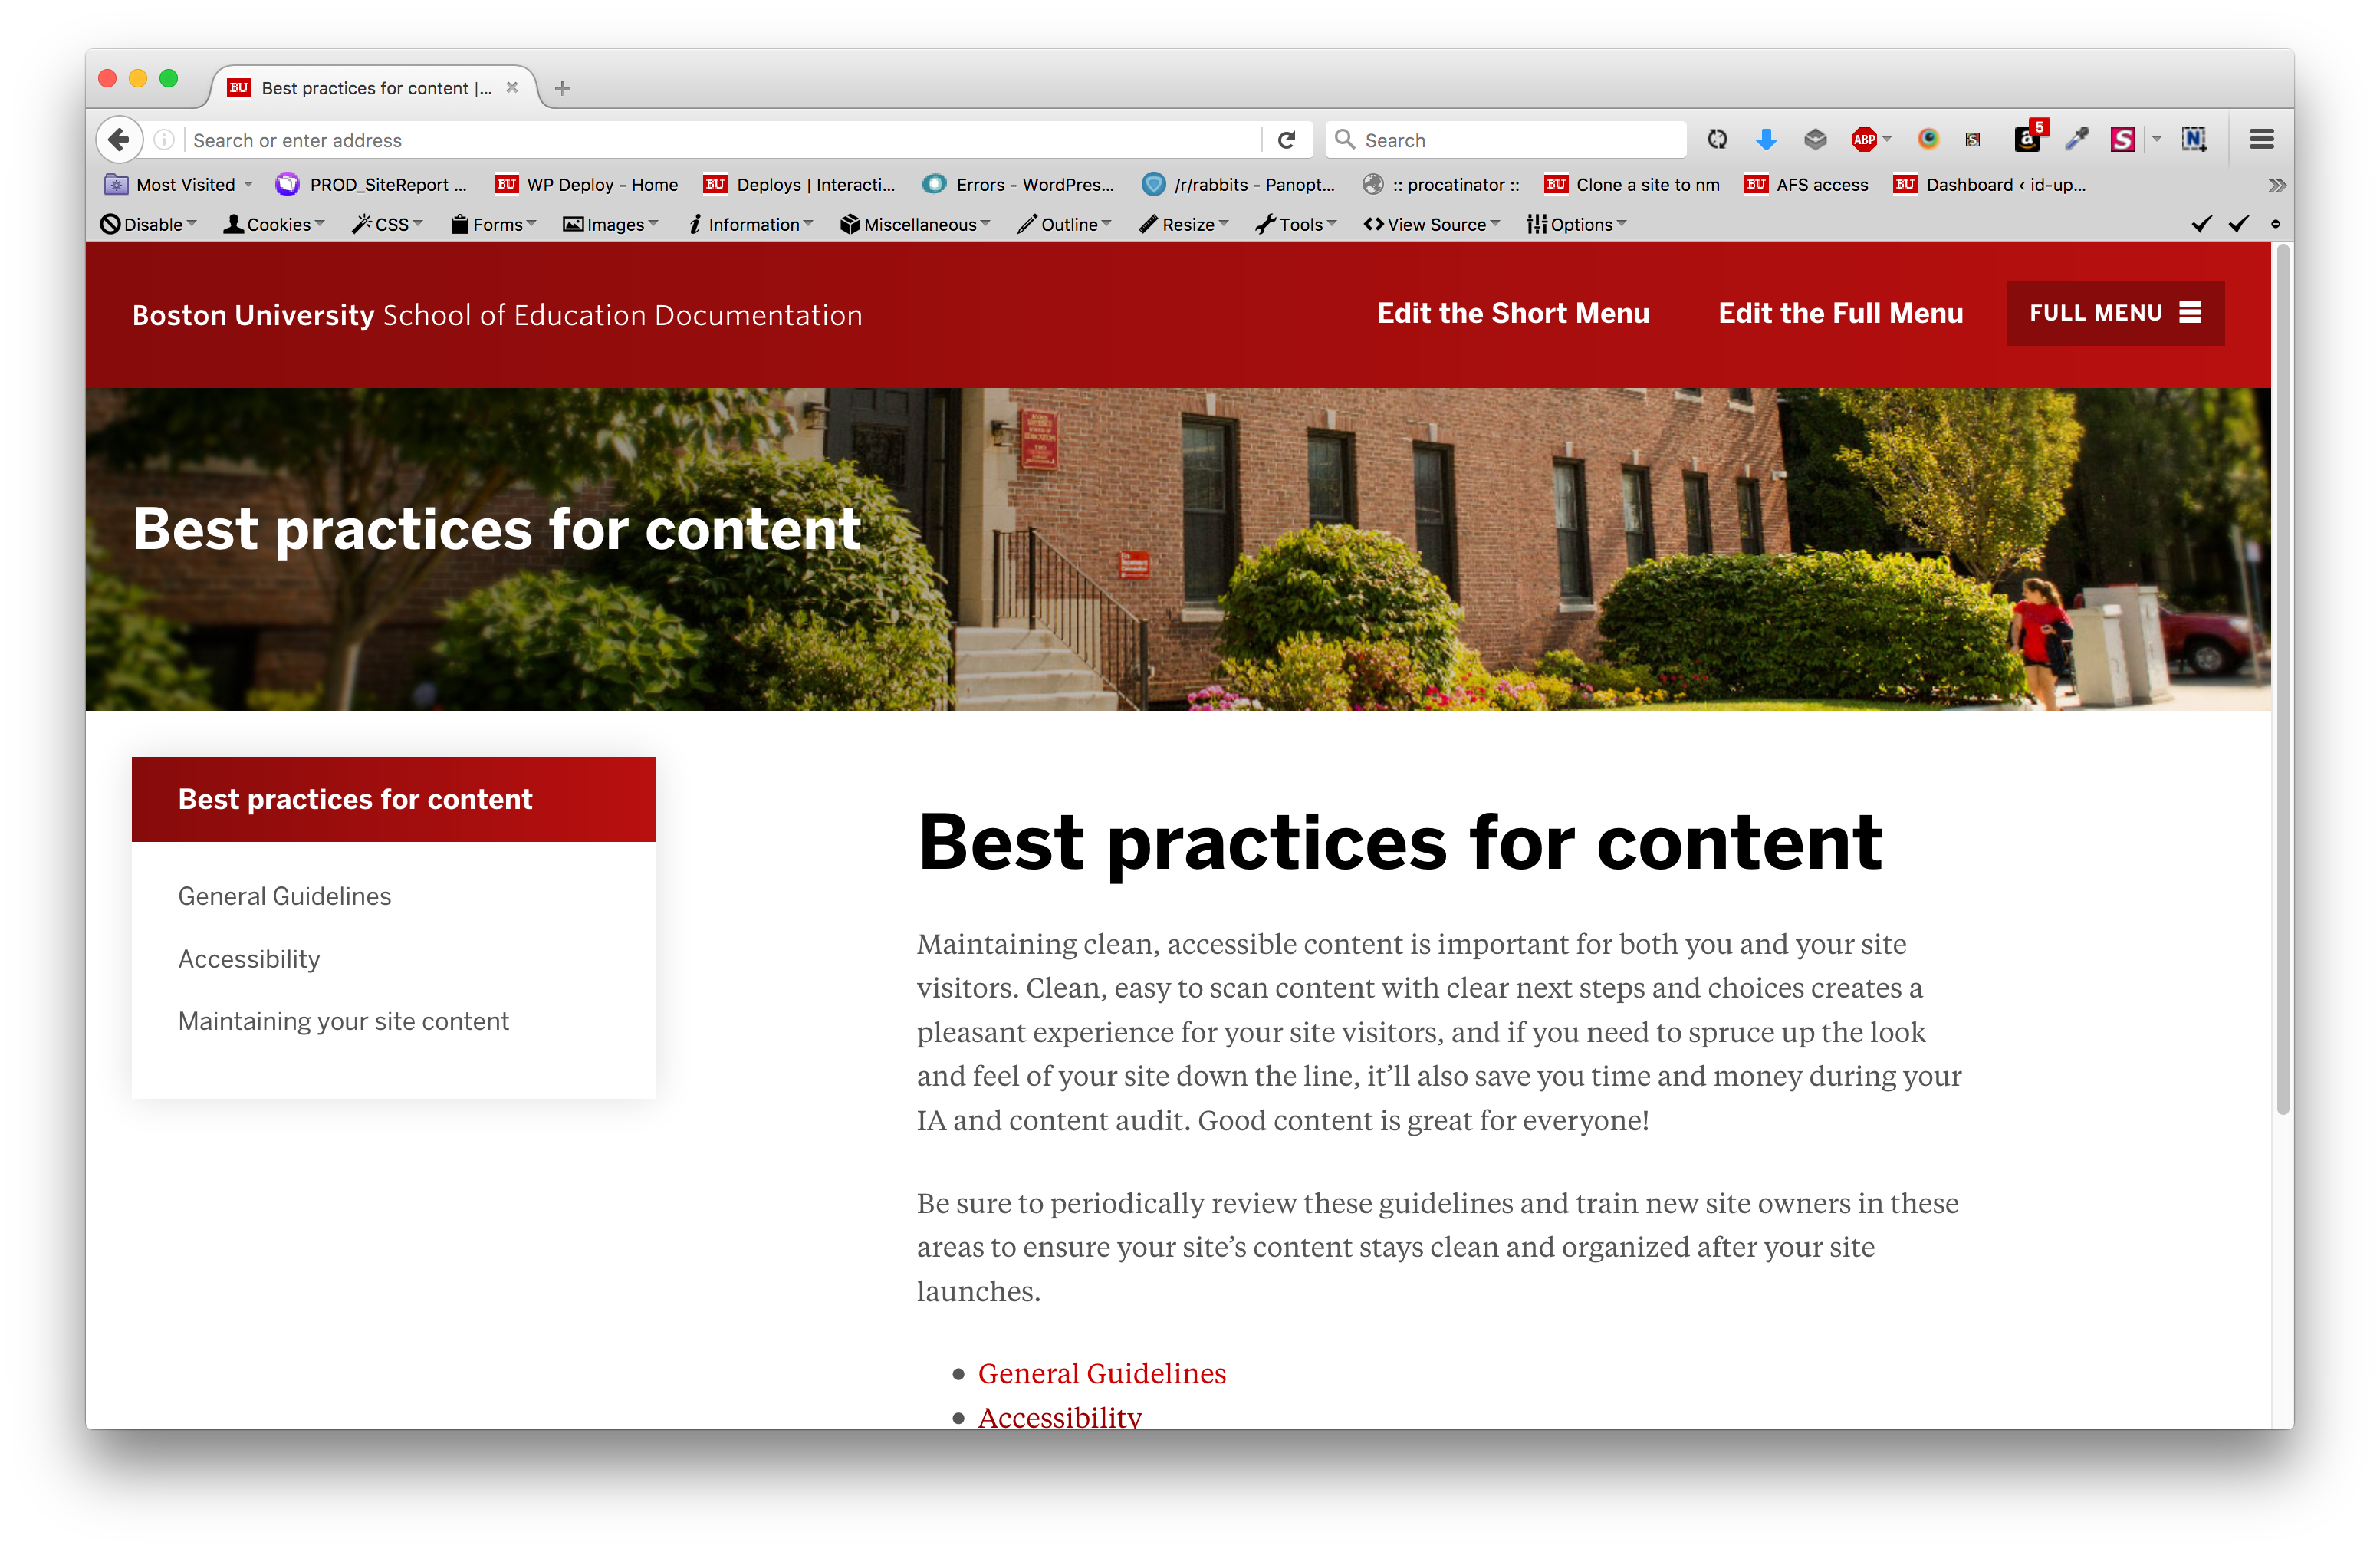 BU Best practices for content |...
Search or enter address
Search
ABP
5
a
S
N
Most Visited
PROD_SiteReport ...
BU WP Deploy - Home
BU Deploys | Interacti...
Errors - WordPres...
/r/rabbits - Panopt...
:: procatinator ::
BU Clone a site to nm
BU AFS access
BU Dashboard ‹ id-up...
Disable
Cookies
CSS
Forms
Images
Information
Miscellaneous
Outline
Resize
Tools
View Source
Options
Boston University School of Education Documentation
Edit the Short Menu
Edit the Full Menu
FULL MENU
Best practices for content
Best practices for content
General Guidelines
Accessibility
Maintaining your site content
Best practices for content
Maintaining clean, accessible content is important for both you and your site
visitors. Clean, easy to scan content with clear next steps and choices creates a
pleasant experience for your site visitors, and if you need to spruce up the look
and feel of your site down the line, it’ll also save you time and money during your
IA and content audit. Good content is great for everyone!
Be sure to periodically review these guidelines and train new site owners in these
areas to ensure your site’s content stays clean and organized after your site
launches.
• General Guidelines
• Accessibility